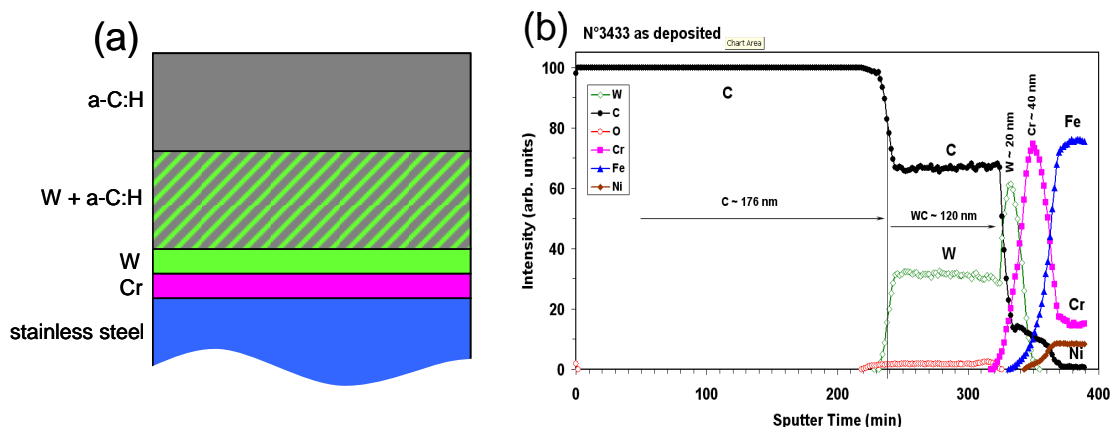 (a)
a-C:H
W + a-C:H
W
Cr
stainless steel
(b)
N°3433 as deposited
Chart Area
Intensity (arb. units)
100
80
60
40
20
0
W
C
O
Cr
Fe
Ni
C
C
W
C ~ 176 nm
WC ~ 120 nm
W ~ 20 nm
Cr ~ 40 nm
Fe
Cr
Ni
0
100
200
300
400
Sputter Time (min)